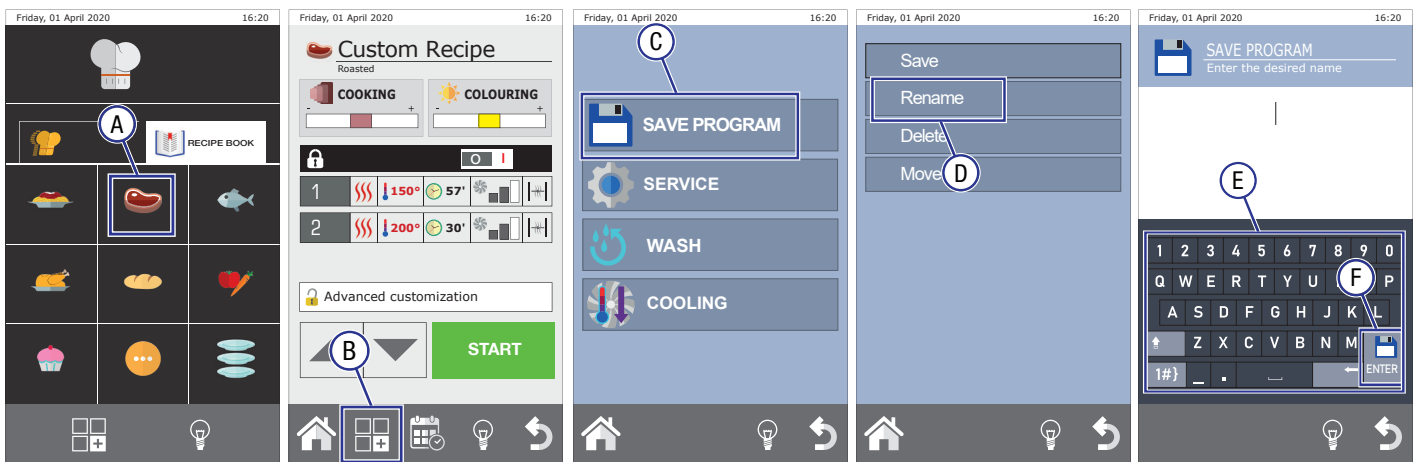 Friday, 01 April 2020 16:20
A
RECIPE BOOK
Friday, 01 April 2020 16:20
Custom Recipe
Roasted
COOKING
- +
COLOURING
- +
O I
1 150° 57'
2 200° 30'
Advanced customization
B
START
Friday, 01 April 2020 16:20
C
SAVE PROGRAM
SERVICE
WASH
COOLING
Friday, 01 April 2020 16:20
Save
Rename
Delete
Move
D
Friday, 01 April 2020 16:20
SAVE PROGRAM
Enter the desired name
E
1 2 3 4 5 6 7 8 9 0
Q W E R T Y U P
F
A S D F G H J K L
Z X C V B N M
ENTER
1#} _ .